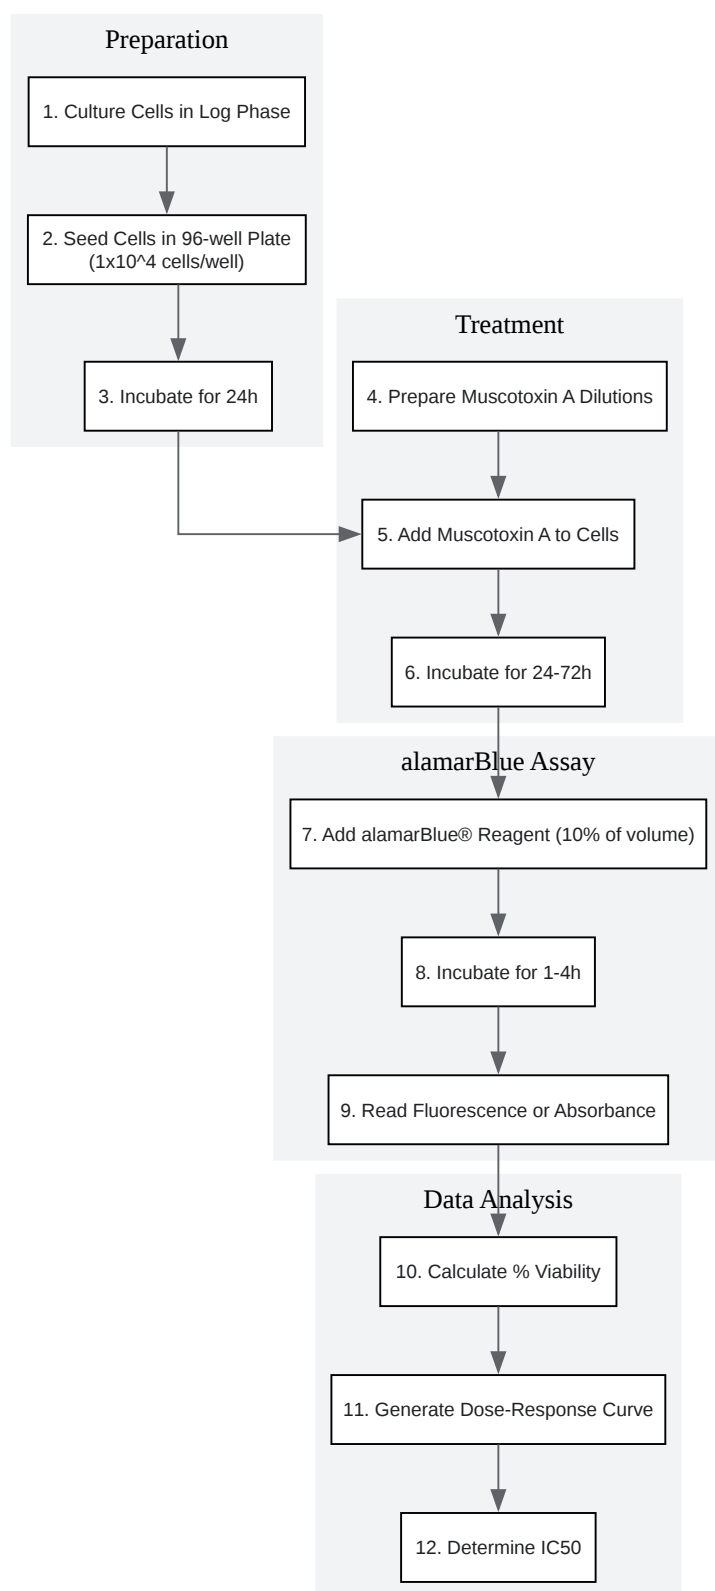 Preparation
1. Culture Cells in Log Phase
2. Seed Cells in 96-well Plate
(1x10^4 cells/well)
3. Incubate for 24h
Treatment
4. Prepare Muscotoxin A Dilutions
5. Add Muscotoxin A to Cells
6. Incubate for 24-72h
alamarBlue Assay
7. Add alamarBlue® Reagent (10% of volume)
8. Incubate for 1-4h
9. Read Fluorescence or Absorbance
Data Analysis
10. Calculate % Viability
11. Generate Dose-Response Curve
12. Determine IC50